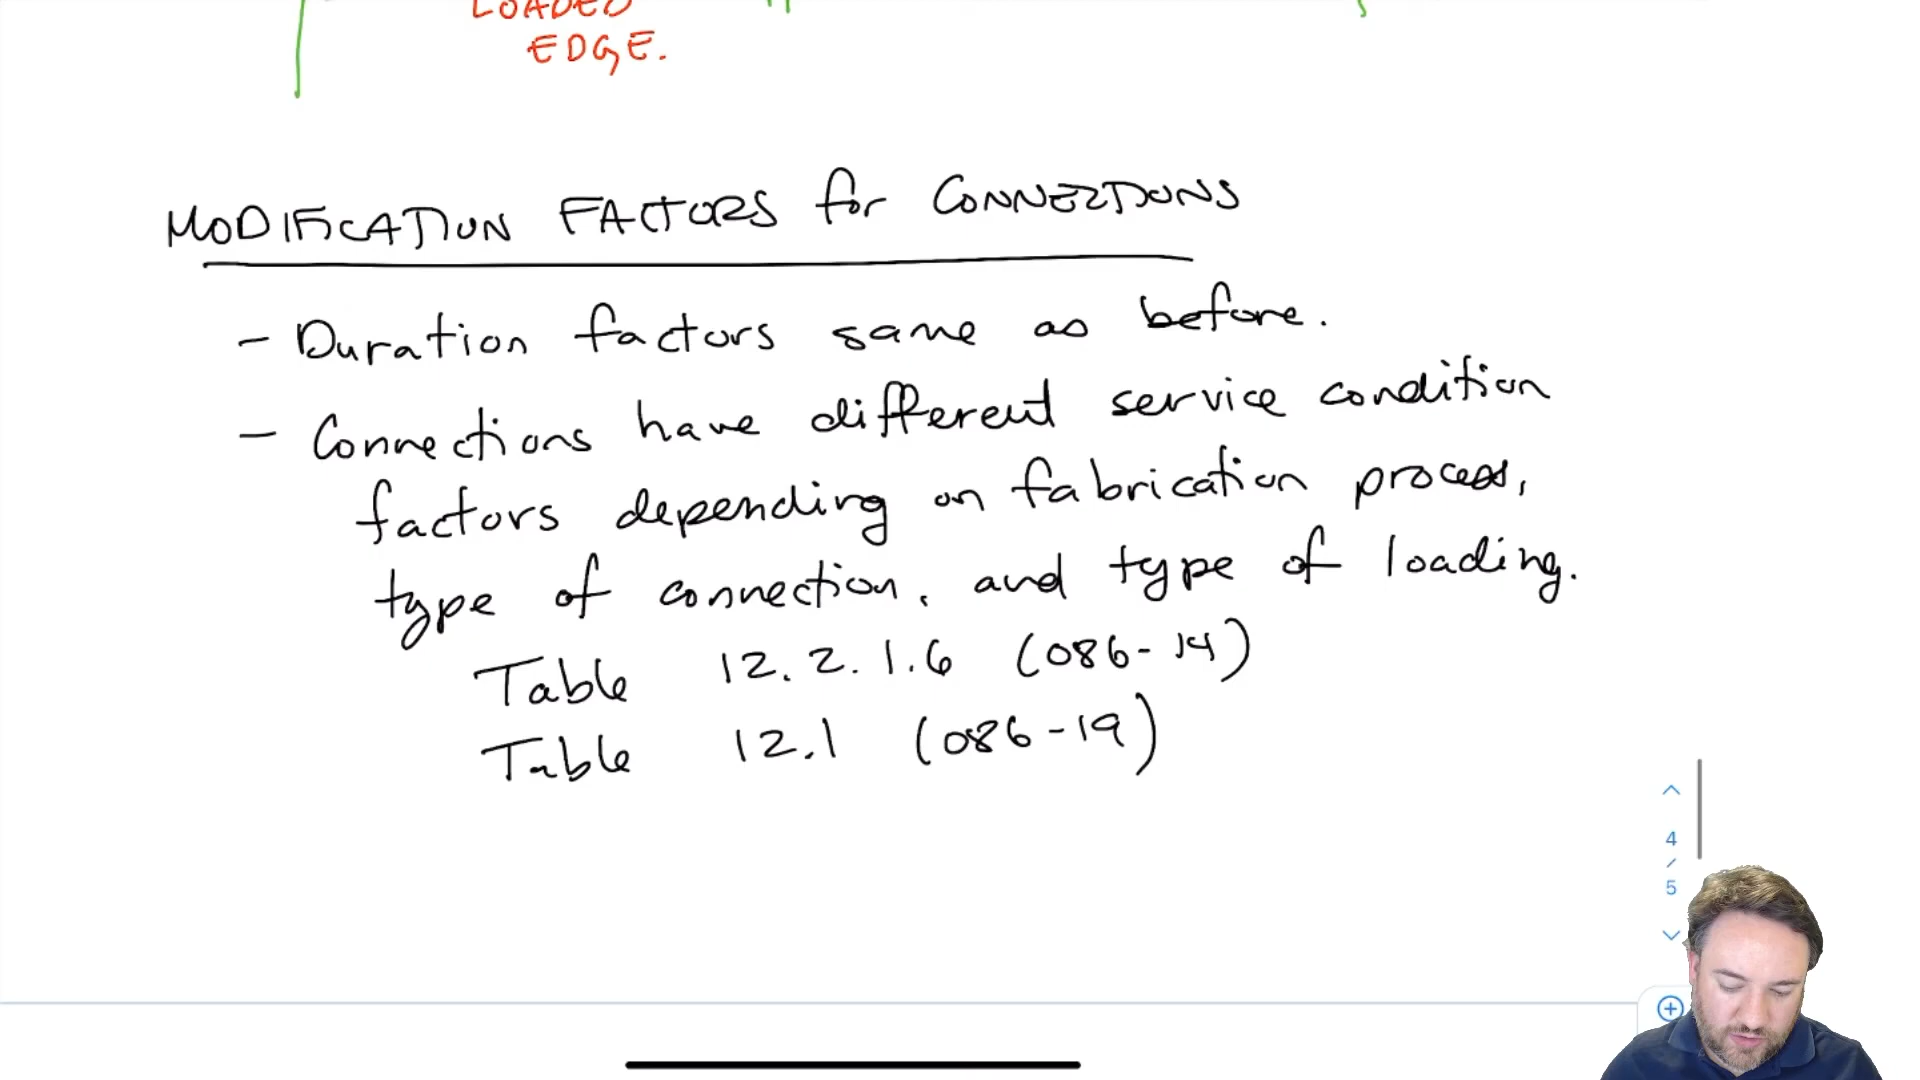 LOADED
EDGE.
MODIFICATION FACTORS for CONNECTIONS
- Duration factors same as before.
- Connections have different service condition
factors depending on fabrication process,
type of connection, and type of loading.
Table 12.2.1.6 (086-14)
Table 12.1 (086-19)
4
/
5